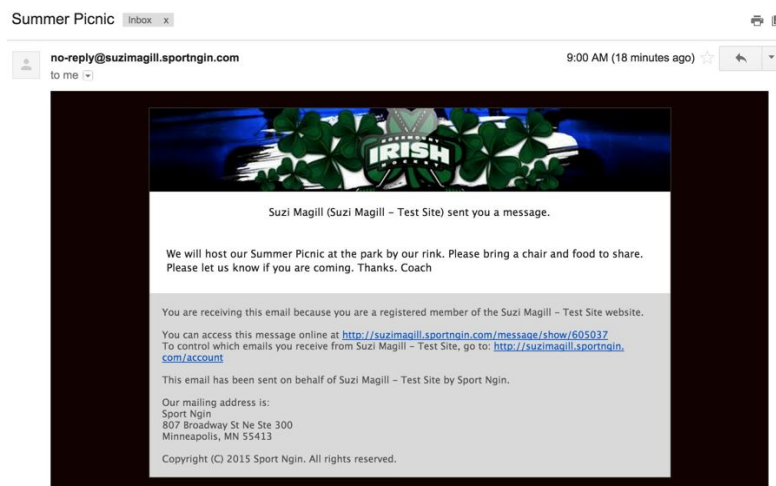 Summer Picnic Inbox x
no-reply@suzimagill.sportngin.com 9:00 AM (18 minutes ago)
to me
IRISH
Suzi Magill (Suzi Magill – Test Site) sent you a message.
We will host our Summer Picnic at the park by our rink. Please bring a chair and food to share.
Please let us know if you are coming. Thanks. Coach
You are receiving this email because you are a registered member of the Suzi Magill – Test Site website.
You can access this message online at http://suzimagill.sportngin.com/message/show/605037
To control which emails you receive from Suzi Magill – Test Site, go to: http://suzimagill.sportngin.
com/account
This email has been sent on behalf of Suzi Magill – Test Site by Sport Ngin.
Our mailing address is:
Sport Ngin
807 Broadway St Ne Ste 300
Minneapolis, MN 55413
Copyright (C) 2015 Sport Ngin. All rights reserved.